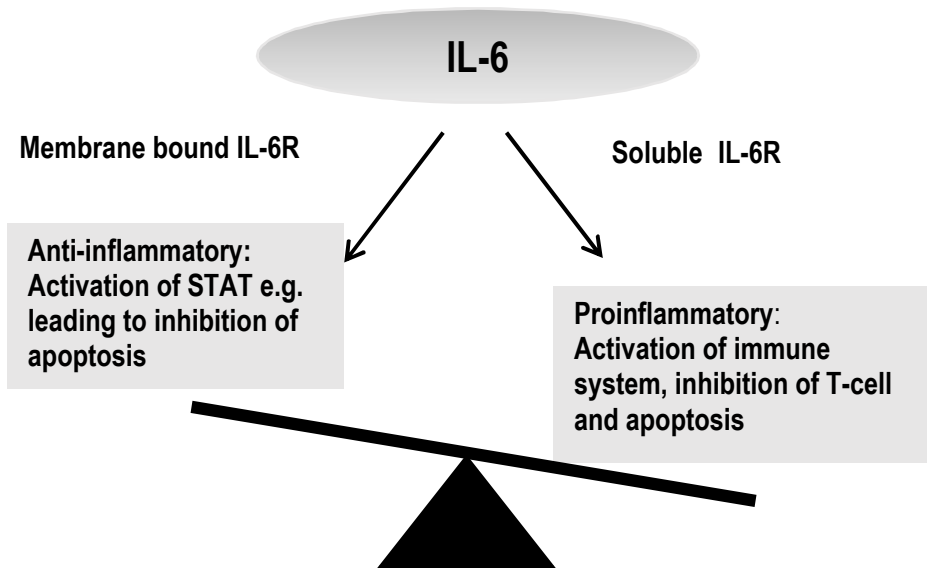 IL-6
Membrane bound IL-6R
Soluble IL-6R
Anti-inflammatory:
Activation of STAT e.g.
leading to inhibition of
apoptosis
Proinflammatory:
Activation of immune
system, inhibition of T-cell
and apoptosis